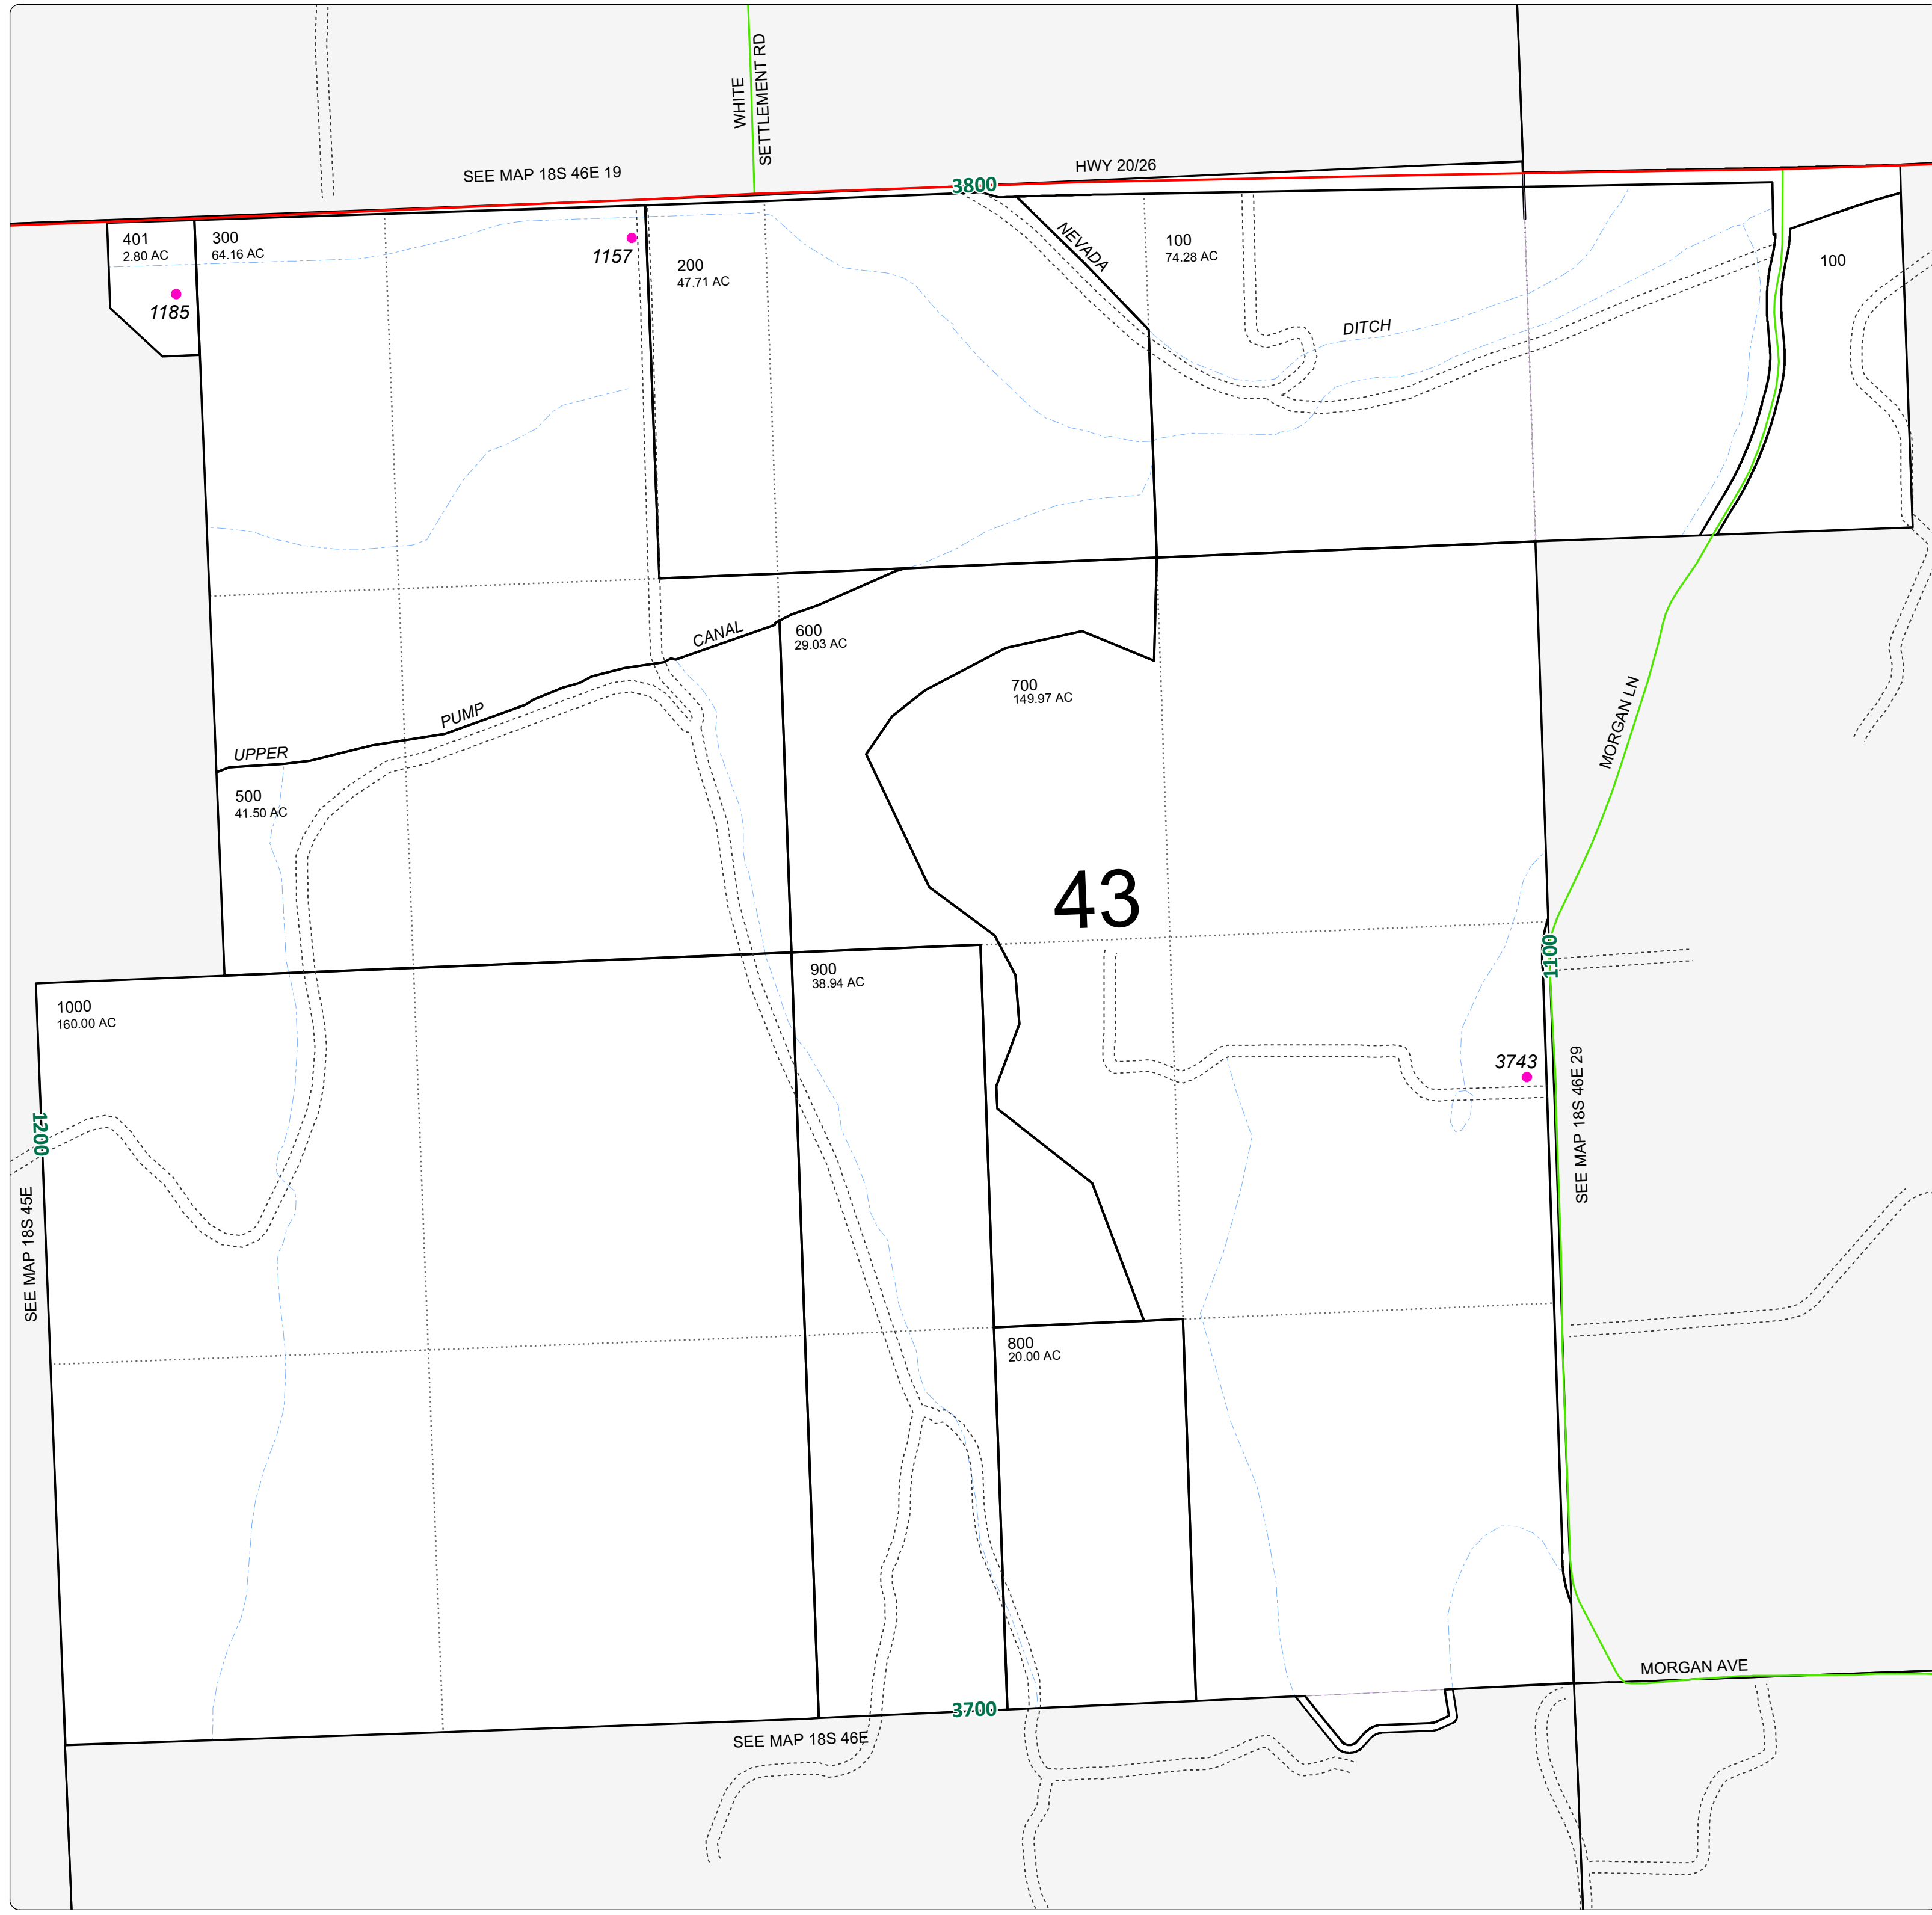 WHITE
SETTLEMENT RD
SEE MAP 18S 46E 19
HWY 20/26
3800
401
2.80 AC
300
64.16 AC
1157
1185
200
47.71 AC
NEVADA
100
74.28 AC
100
DITCH
CANAL
600
29.03 AC
PUMP
UPPER
700
149.97 AC
MORGAN LN
500
41.50 AC
43
1100
900
38.94 AC
1000
160.00 AC
3743
SEE MAP 18S 46E 29
1200
SEE MAP 18S 45E
800
20.00 AC
MORGAN AVE
3700
SEE MAP 18S 46E